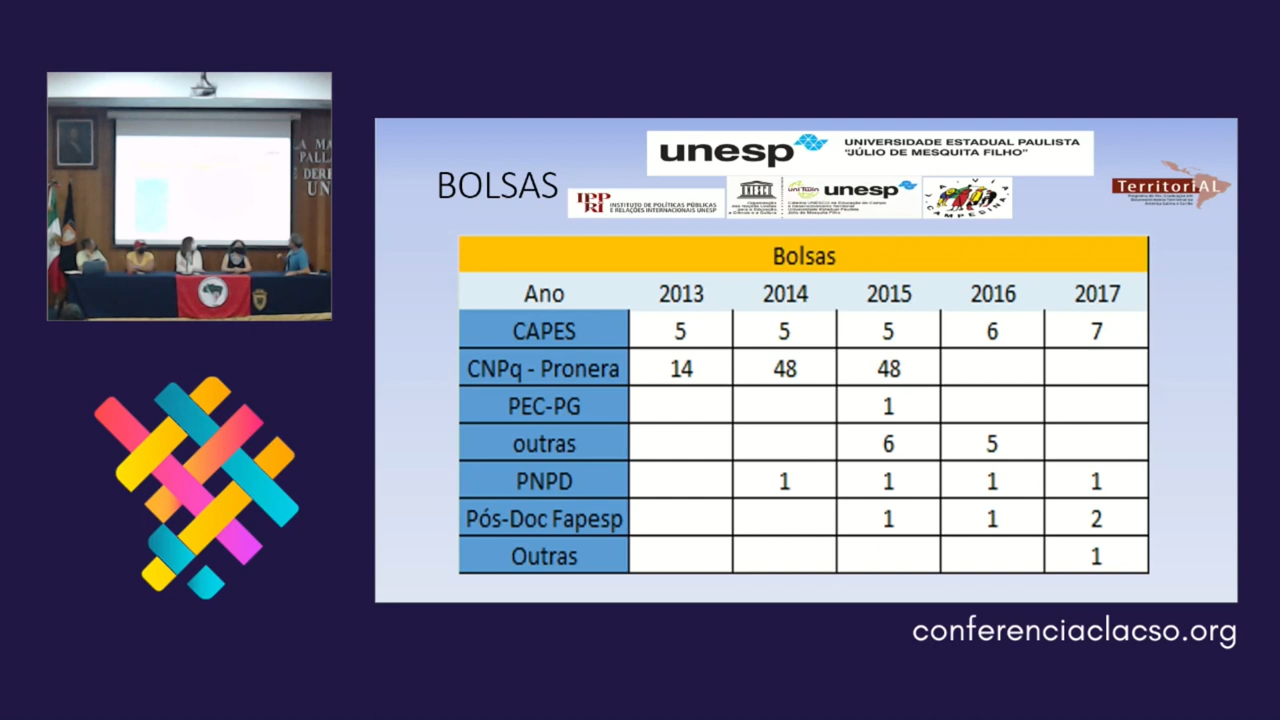 unesp
UNIVERSIDADE ESTADUAL PAULISTA
"JÚLIO DE MESQUITA FILHO"
BOLSAS
IPPRI
INSTITUTO DE POLÍTICAS PÚBLICAS
E RELAÇÕES INTERNACIONAIS UNESP
unitwin unesp
VIA
CAMPESINA
TerritoriAL
Bolsas
Ano 2013 2014 2015 2016 2017
CAPES 5 5 5 6 7
CNPq - Pronera 14 48 48
PEC-PG 1
outras 6 5
PNPD 1 1 1 1
Pós-Doc Fapesp 1 1 2
Outras 1
conferenciaclacso.org